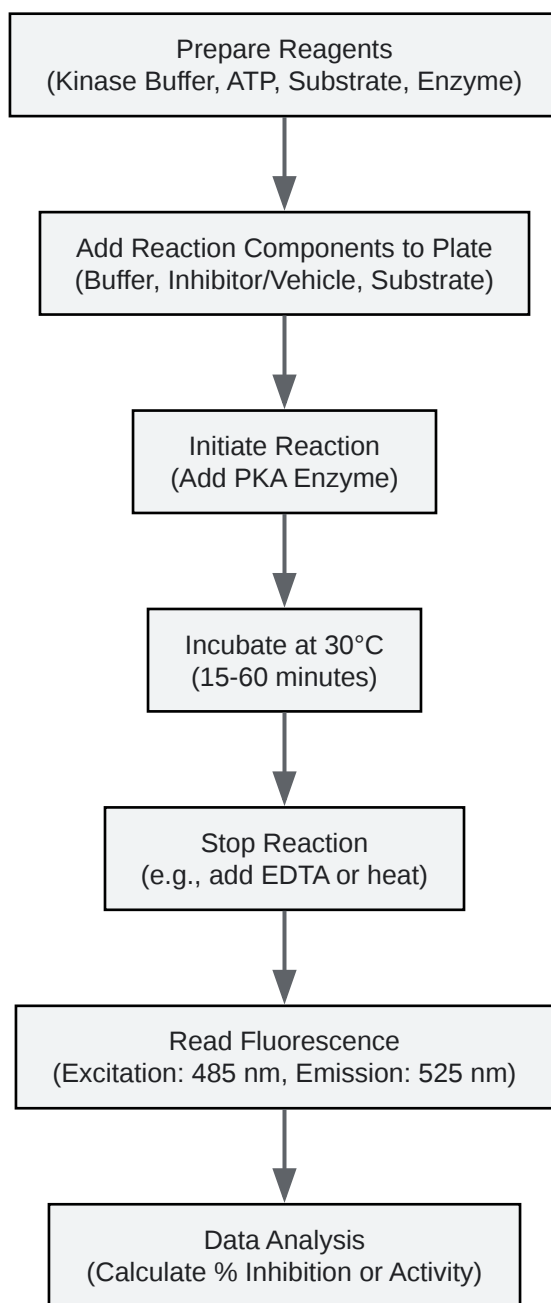 Prepare Reagents
(Kinase Buffer, ATP, Substrate, Enzyme)
Add Reaction Components to Plate
(Buffer, Inhibitor/Vehicle, Substrate)
Initiate Reaction
(Add PKA Enzyme)
Incubate at 30°C
(15-60 minutes)
Stop Reaction
(e.g., add EDTA or heat)
Read Fluorescence
(Excitation: 485 nm, Emission: 525 nm)
Data Analysis
(Calculate % Inhibition or Activity)